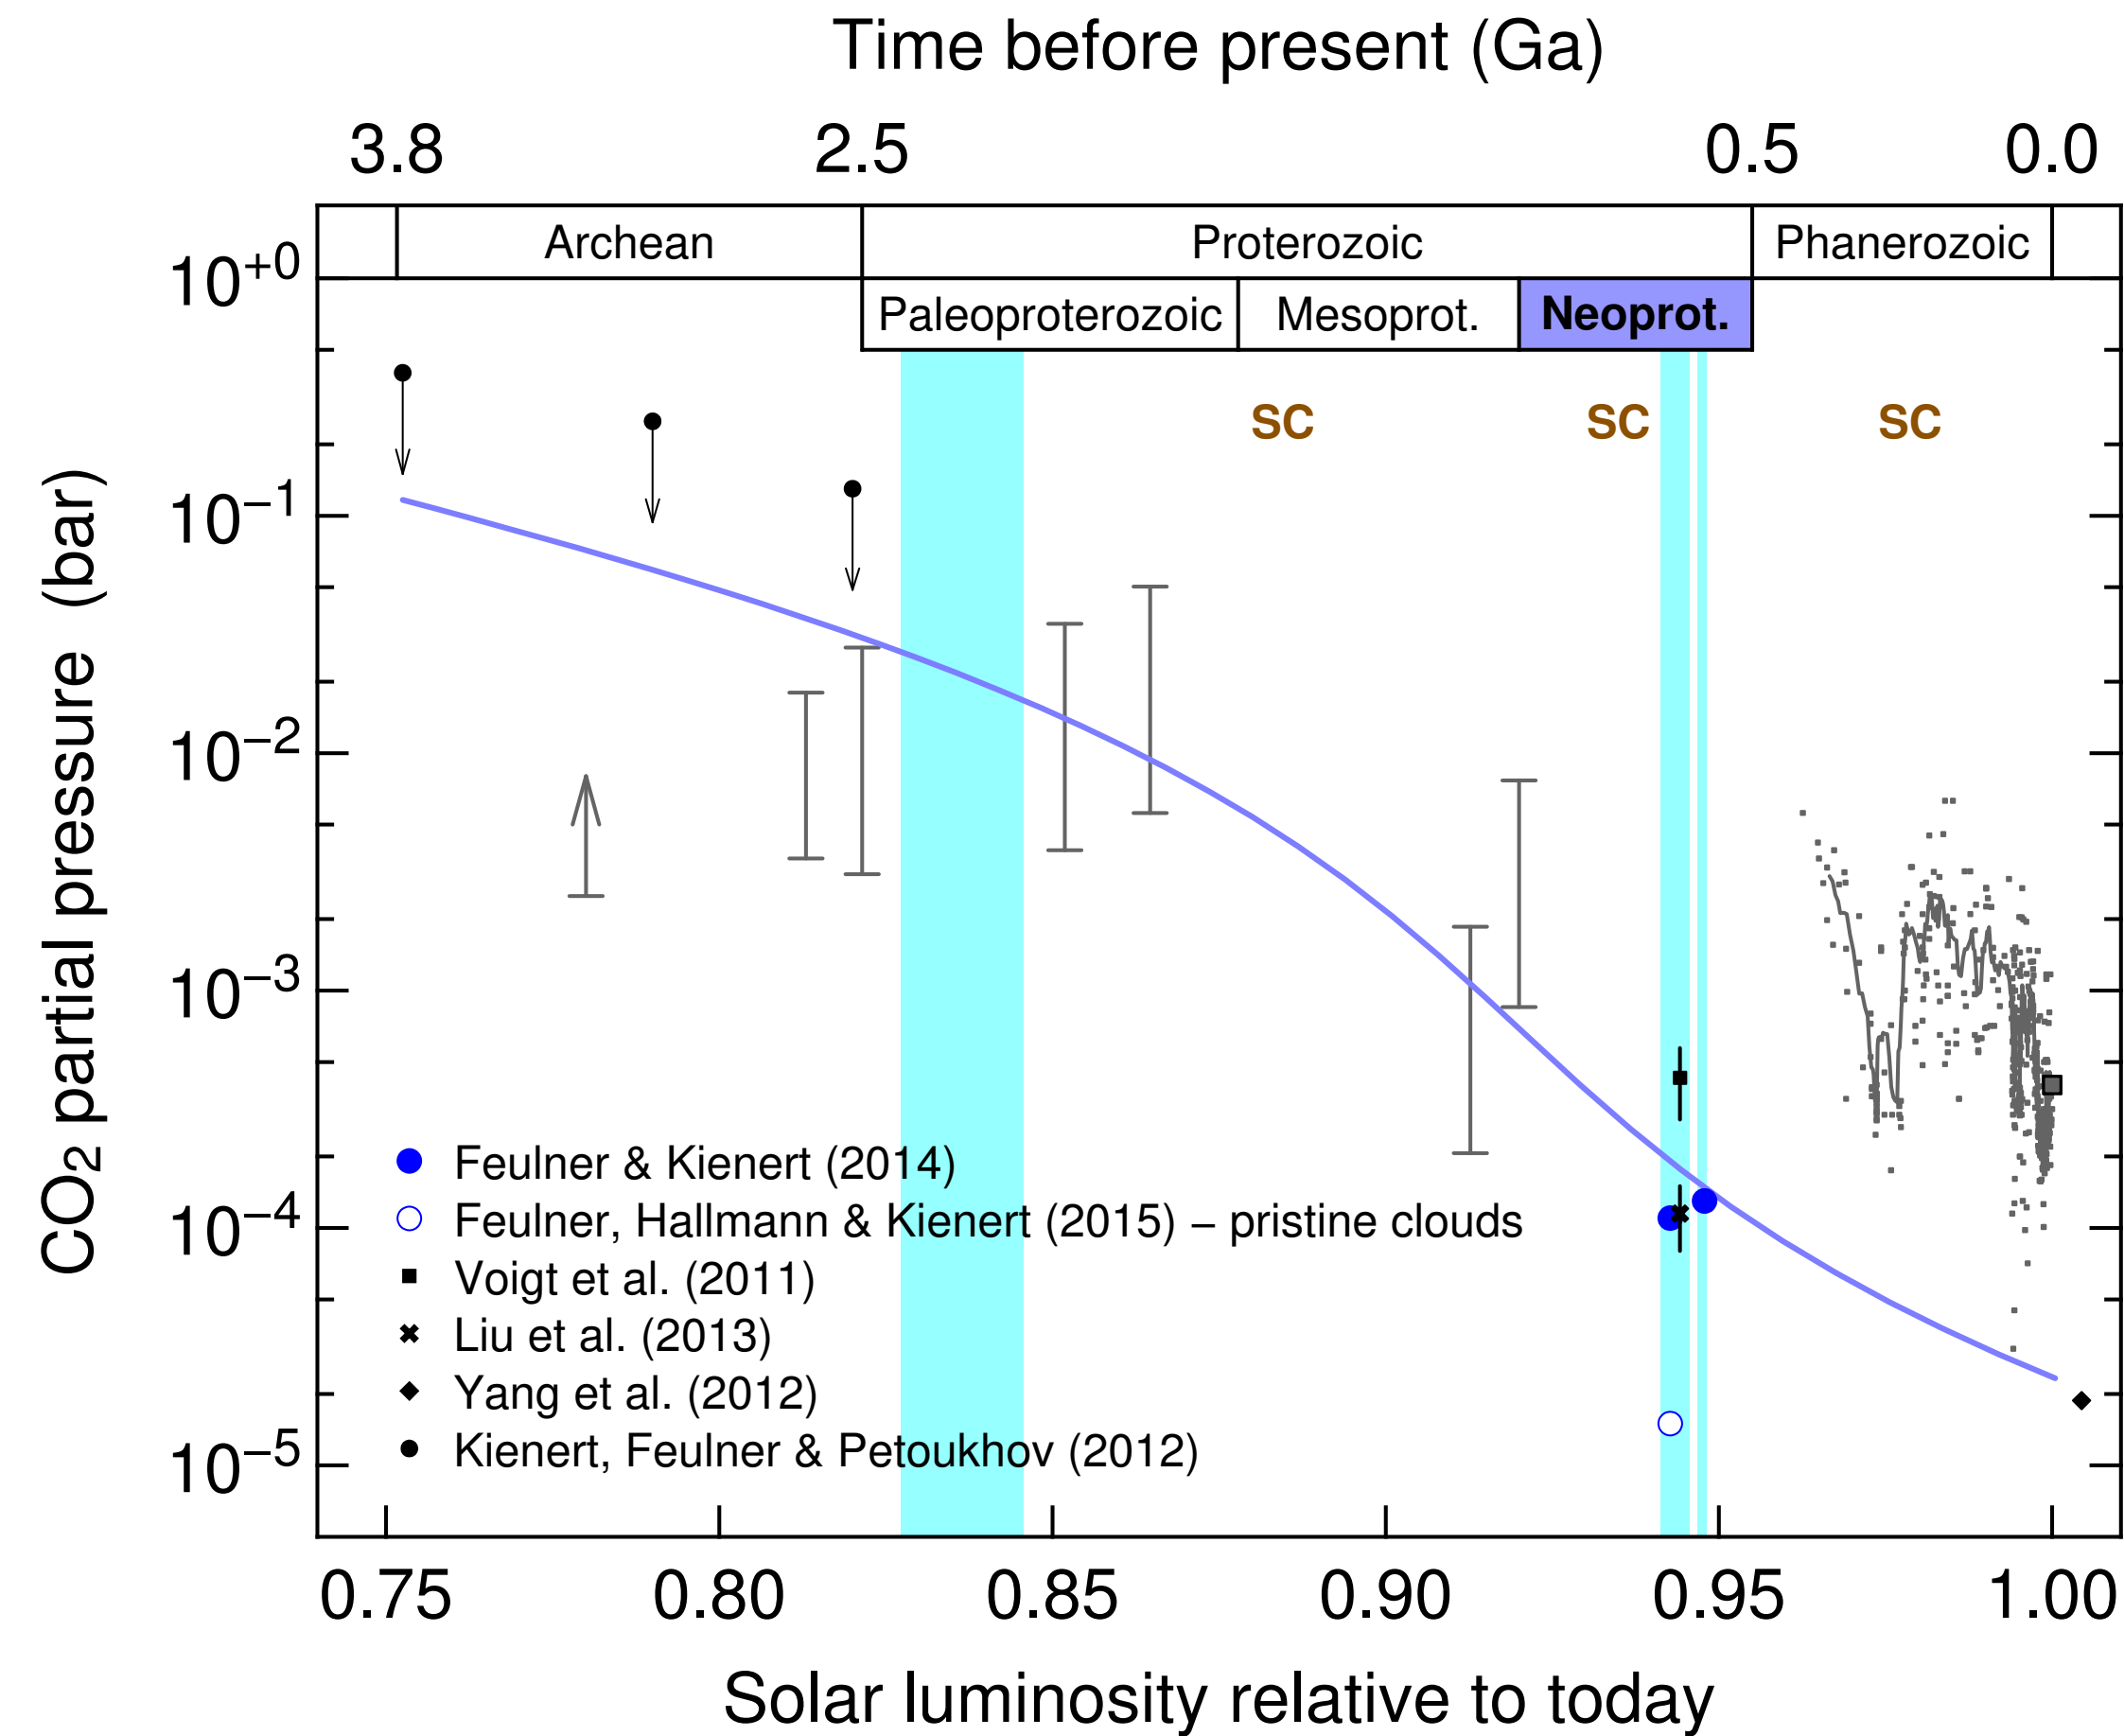 Time before present (Ga)
3.8 2.5 0.5 0.0
Archean Proterozoic Phanerozoic
Paleoproterozoic Mesoprot. Neoprot.
SC SC SC
CO2 partial pressure (bar)
10+0
10−1
10−2
10−3
10−4
10−5
Feulner & Kienert (2014)
Feulner, Hallmann & Kienert (2015) − pristine clouds
Voigt et al. (2011)
Liu et al. (2013)
Yang et al. (2012)
Kienert, Feulner & Petoukhov (2012)
0.75 0.80 0.85 0.90 0.95 1.00
Solar luminosity relative to today